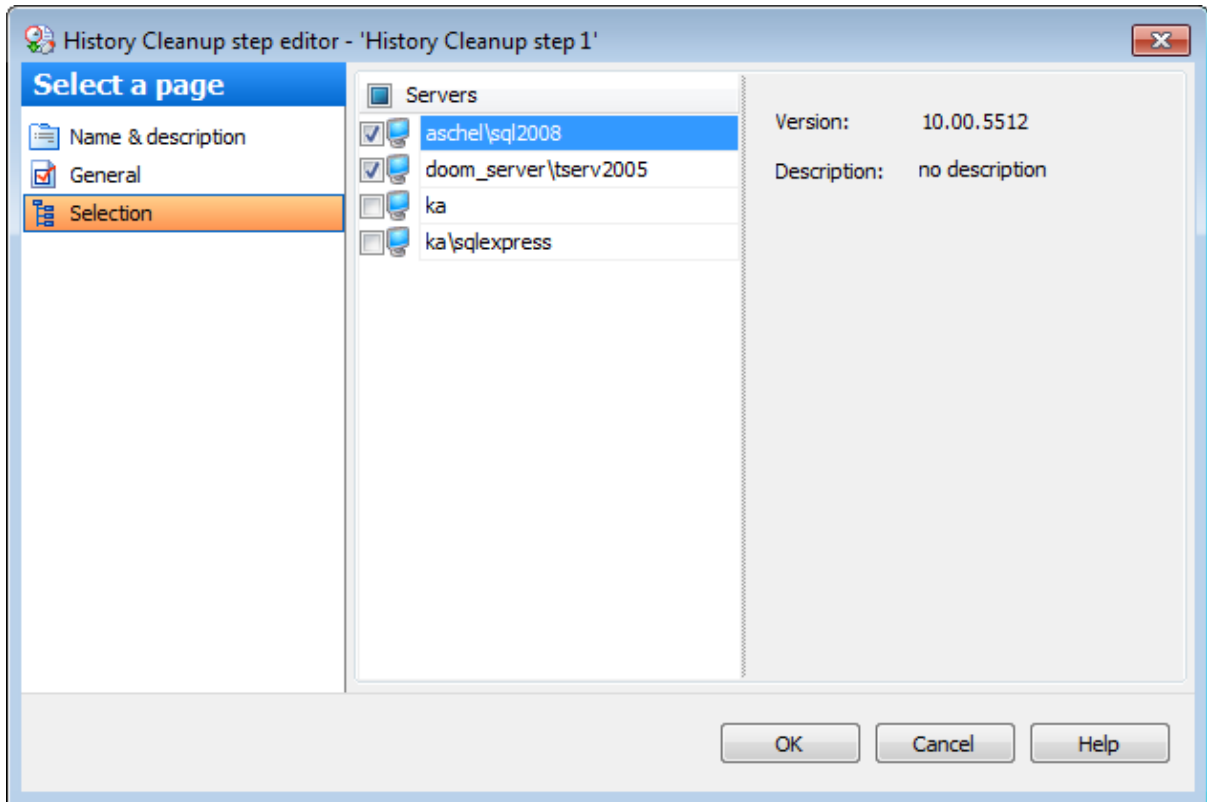 History Cleanup step editor - 'History Cleanup step 1'
Select a page
Name & description
General
Selection
Servers
aschel\sql2008
doom_server\tserv2005
ka
ka\sqlexpress
Version: 10.00.5512
Description: no description
OK Cancel Help